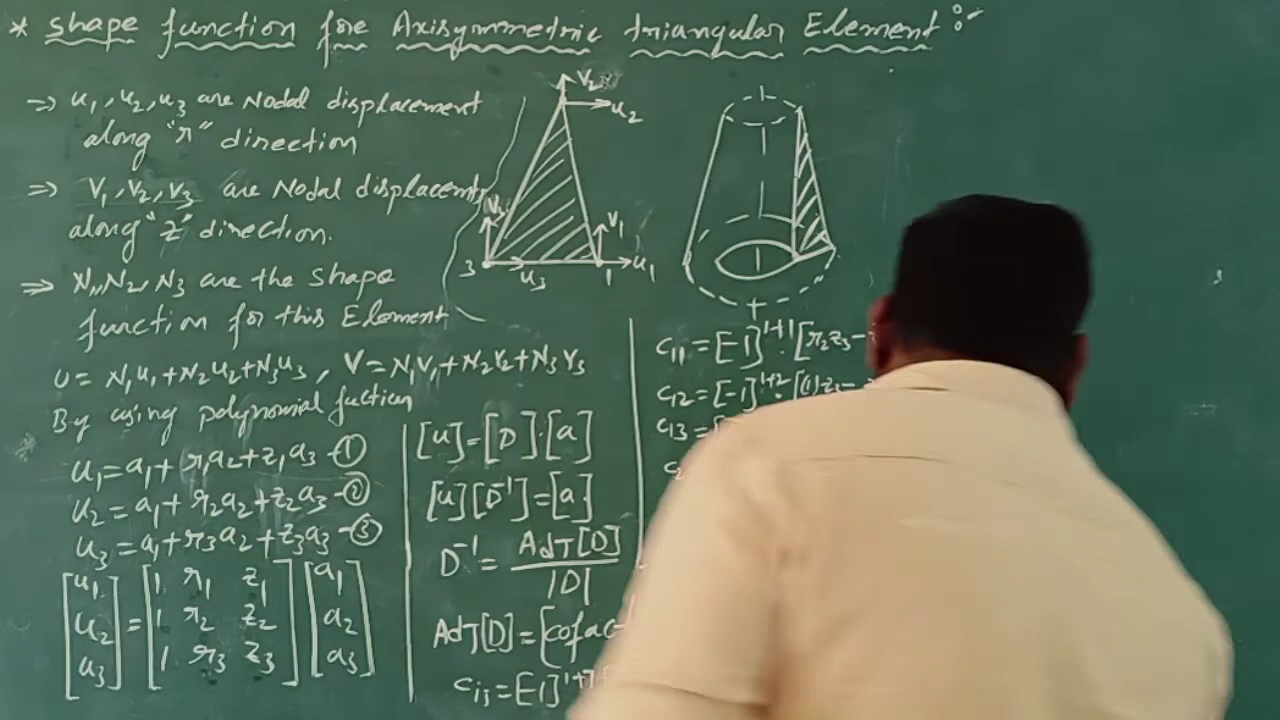 * shape function fore Axisymmetric triangular Element :-
⇒ u1, u2, u3 are Nodal displacement
along "r" direction
⇒ V1, V2, V3 are Nodal displacements
along "z" direction.
⇒ N1, N2, N3 are the shape
function for this Element
U = N1u1+N2u2+N3u3, V = N1V1+N2V2+N3V3
By using polynomial fuction
u1 = a1 + r1a2 + z1a3 -①
u2 = a1 + r2a2 + z2a3 -②
u3 = a1 + r3a2 + z3a3 -③
[u1 u2 u3] = [1 r1 z1 1 r2 z2 1 r3 z3] [a1 a2 a3]
V2
u2
V3
V1
3
u3
1
u1
[u] = [D].[a]
[u][D⁻¹] = [a]
D⁻¹ = Adj[D] / |D|
Adj[D] = [cofac
= [-1]
c11 = [-1]^1+1 . [r2z3 -
c12 = [-1]^1+2 . [(1)z3 -
c13 = [